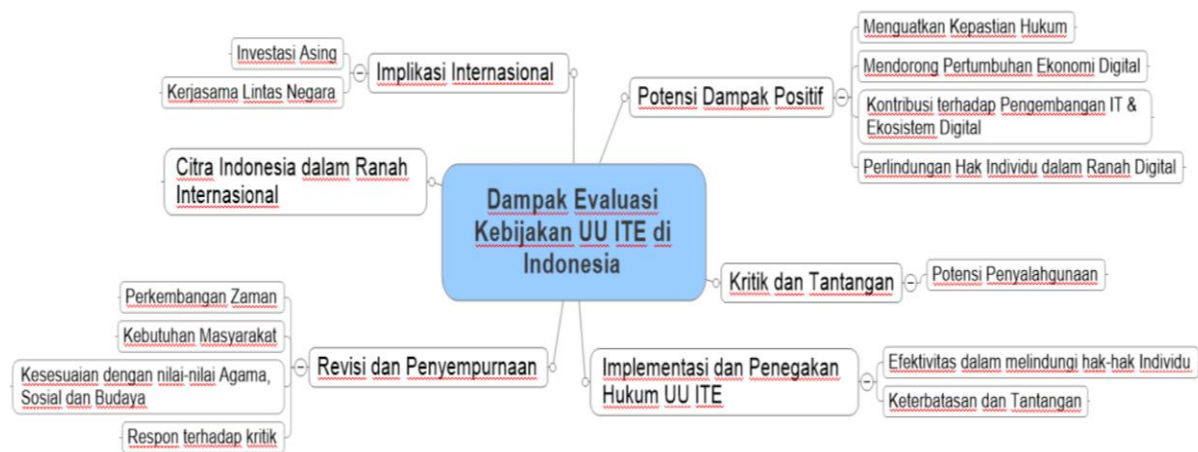 Dampak Evaluasi
Kebijakan UU ITE di
Indonesia
Potensi Dampak Positif
Menguatkan Kepastian Hukum
Mendorong Pertumbuhan Ekonomi Digital
Kontribusi terhadap Pengembangan IT &
Ekosistem Digital
Perlindungan Hak Individu dalam Ranah Digital
Kritik dan Tantangan
Potensi Penyalahgunaan
Implementasi dan Penegakan
Hukum UU ITE
Efektivitas dalam melindungi hak-hak Individu
Keterbatasan dan Tantangan
Implikasi Internasional
Investasi Asing
Kerjasama Lintas Negara
Citra Indonesia dalam Ranah
Internasional
Revisi dan Penyempurnaan
Perkembangan Zaman
Kebutuhan Masyarakat
Kesesuaian dengan nilai-nilai Agama,
Sosial dan Budaya
Respon terhadap kritik